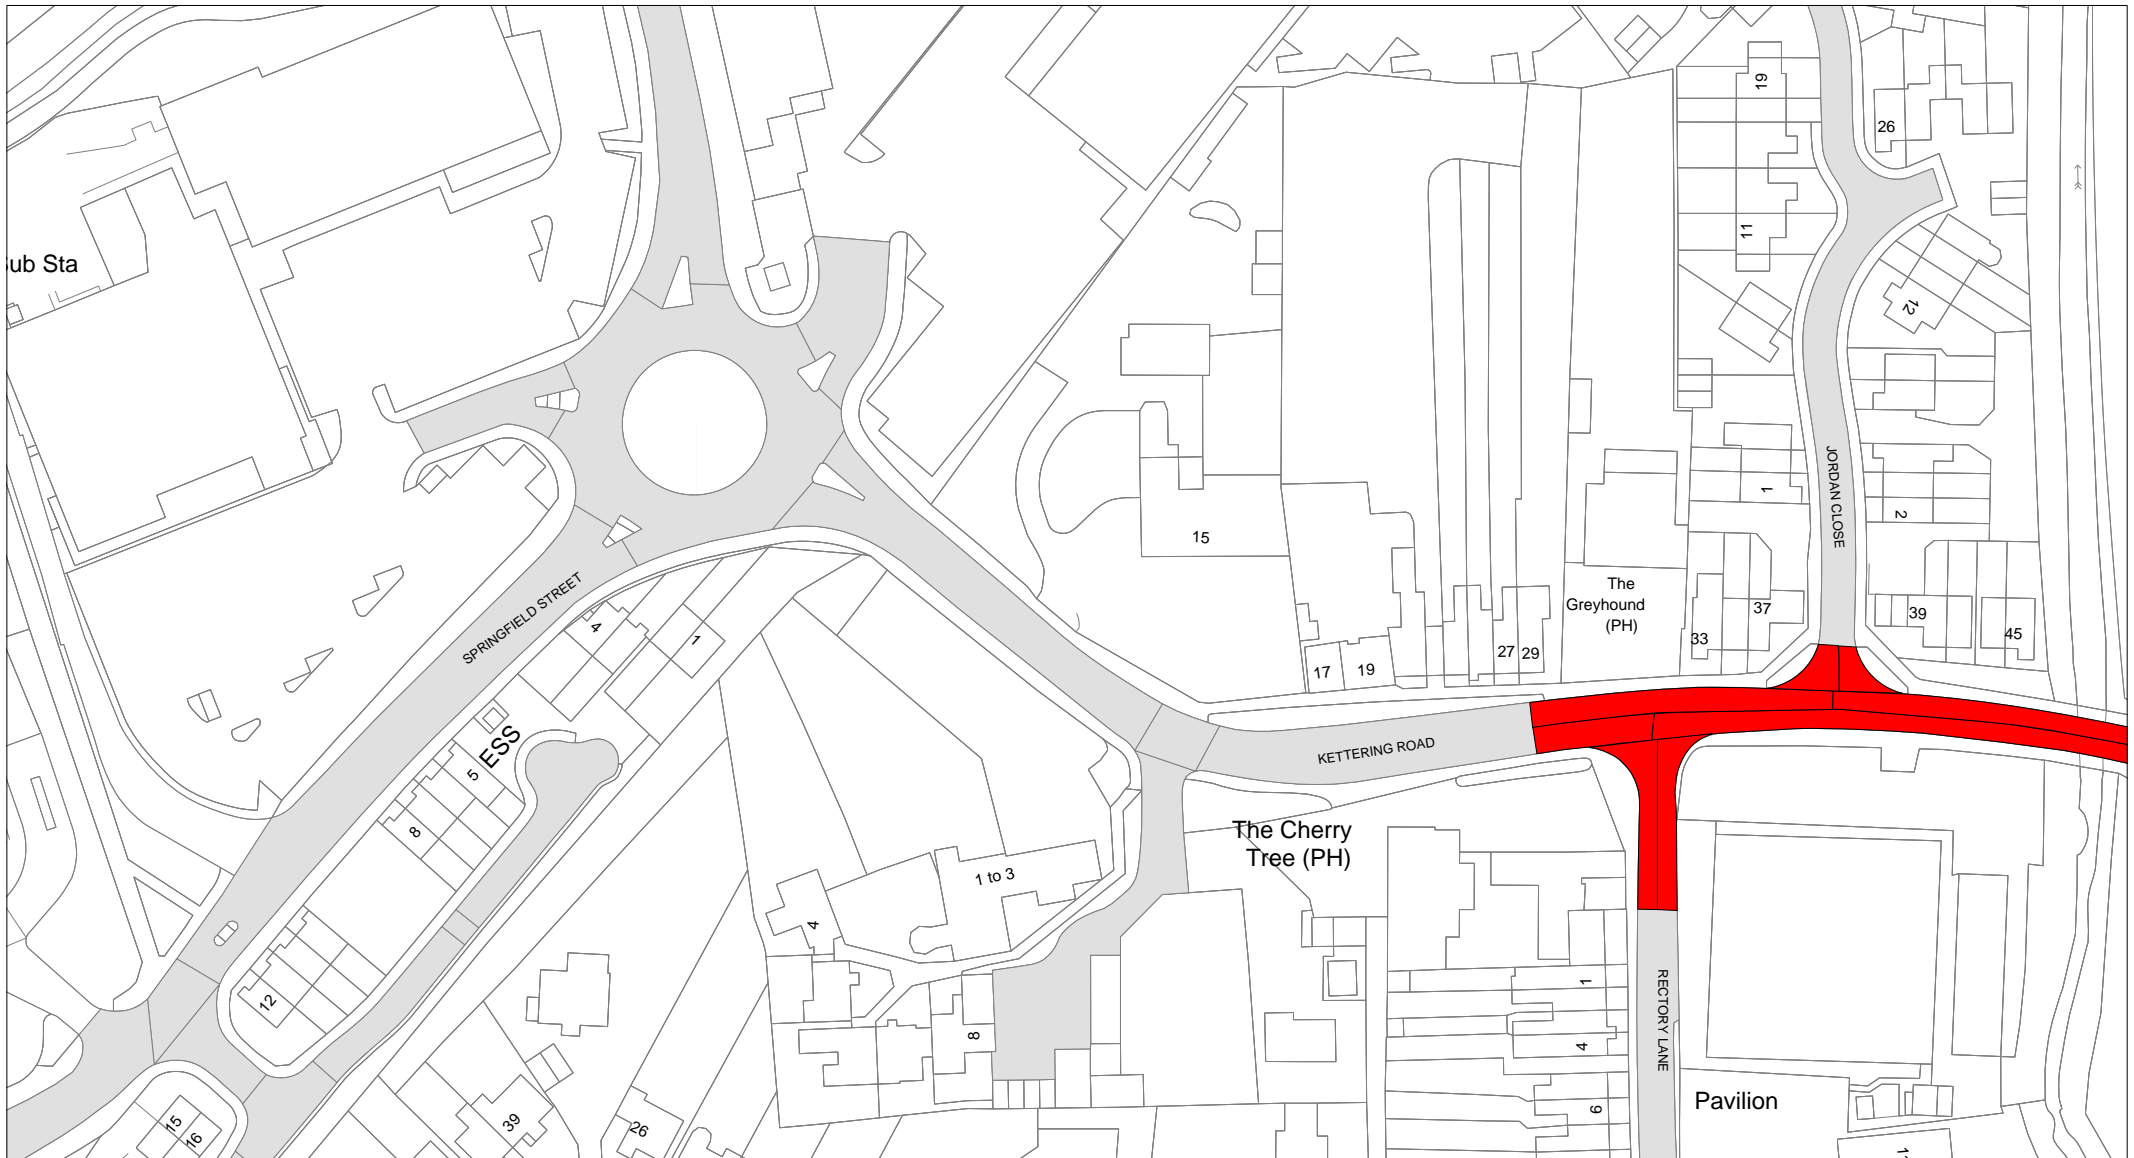 19
26
11
ub Sta
12
JORDAN CLOSE
1
2
15
The
Greyhound
(PH)
SPRINGFIELD STREET
4
1
37
39
33
45
27
29
17
19
ESS
5
8
KETTERING ROAD
The Cherry
Tree (PH)
1 to 3
4
12
8
1
RECTORY LANE
4
6
Pavilion
15
16
39
26